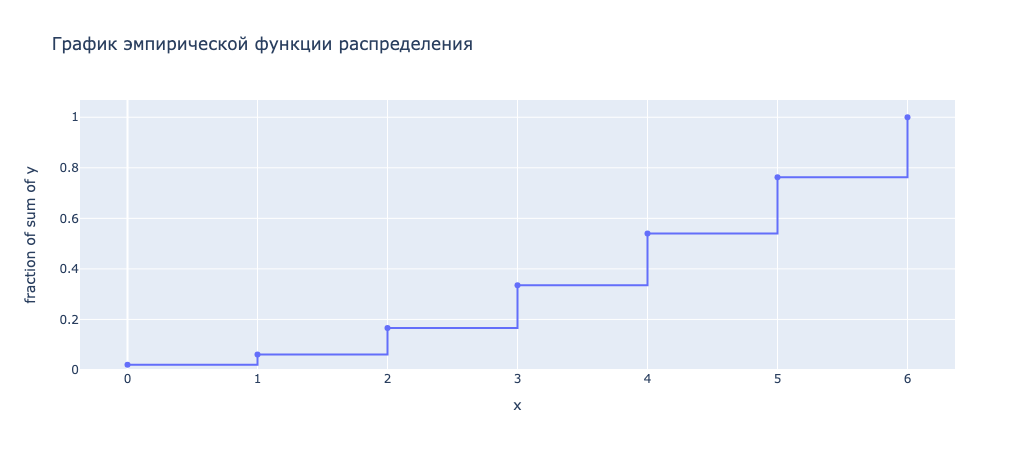 График эмпирической функции распределения
fraction of sum of y
1
0.8
0.6
0.4
0.2
0
0 1 2 3 4 5 6
x